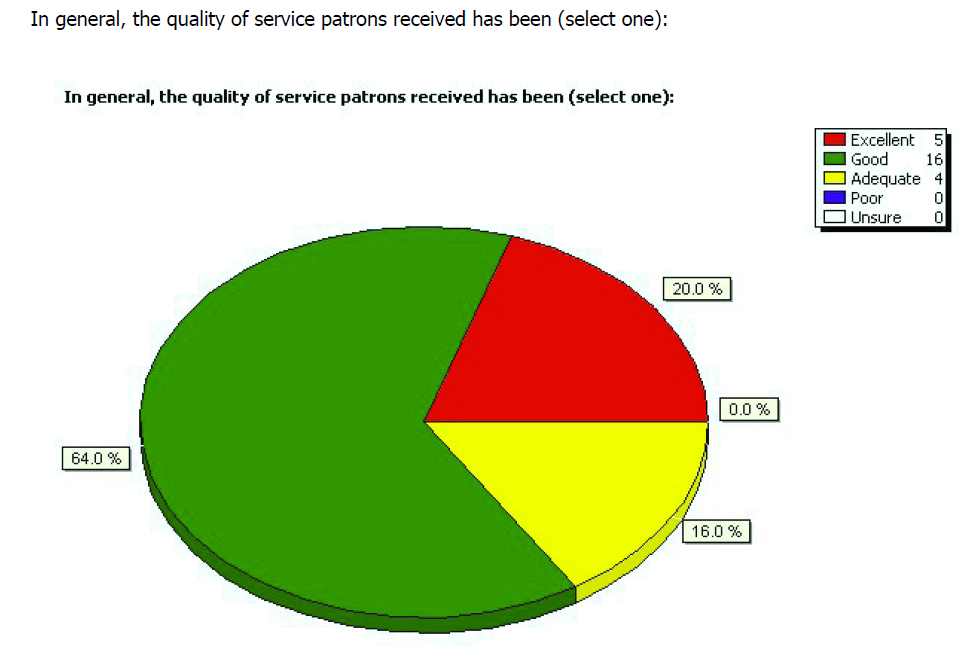 In general, the quality of service patrons received has been (select one):
In general, the quality of service patrons received has been (select one):
Excellent 5
Good 16
Adequate 4
Poor 0
Unsure 0
20.0 %
0.0 %
64.0 %
16.0 %